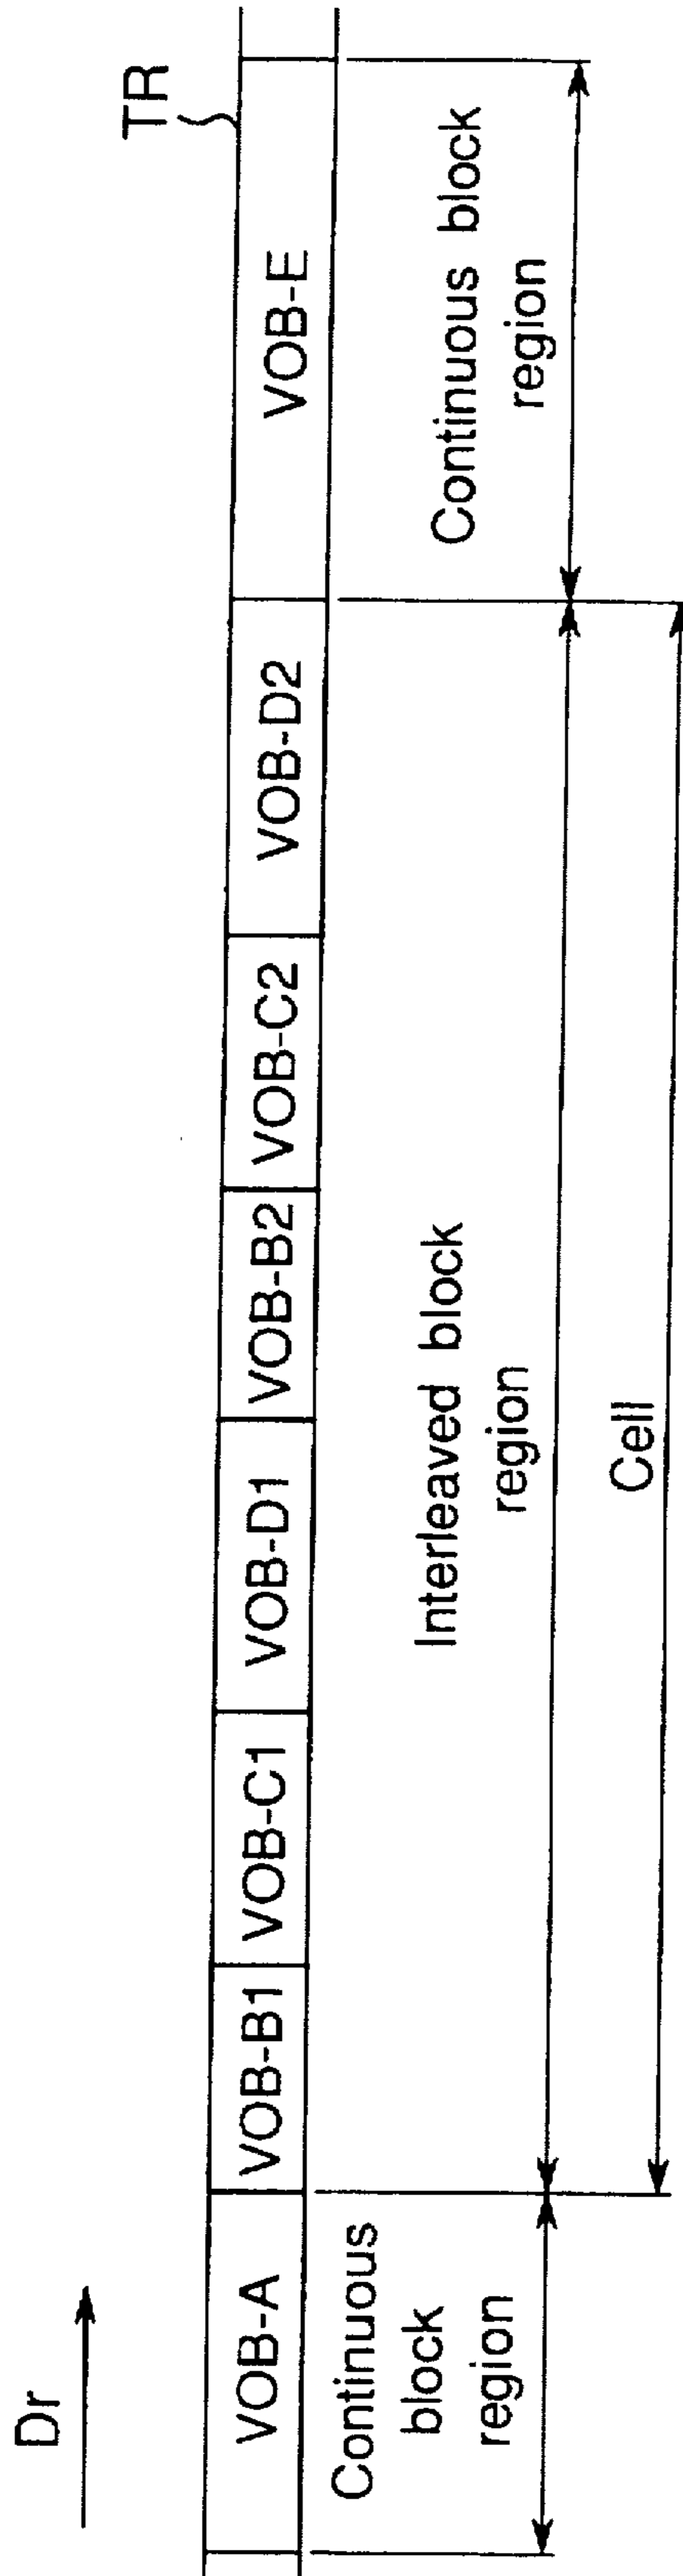 Dr
TR
VOB-A
VOB-B1
VOB-C1
VOB-D1
VOB-B2
VOB-C2
VOB-D2
VOB-E
Continuous
block
region
Interleaved block
region
Continuous block
region
Cell